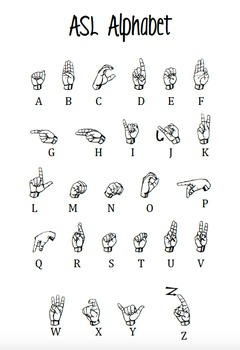 ASL Alphabet
A B C D E F
G H I J K
L M N O P
Q R S T U V
W X Y Z